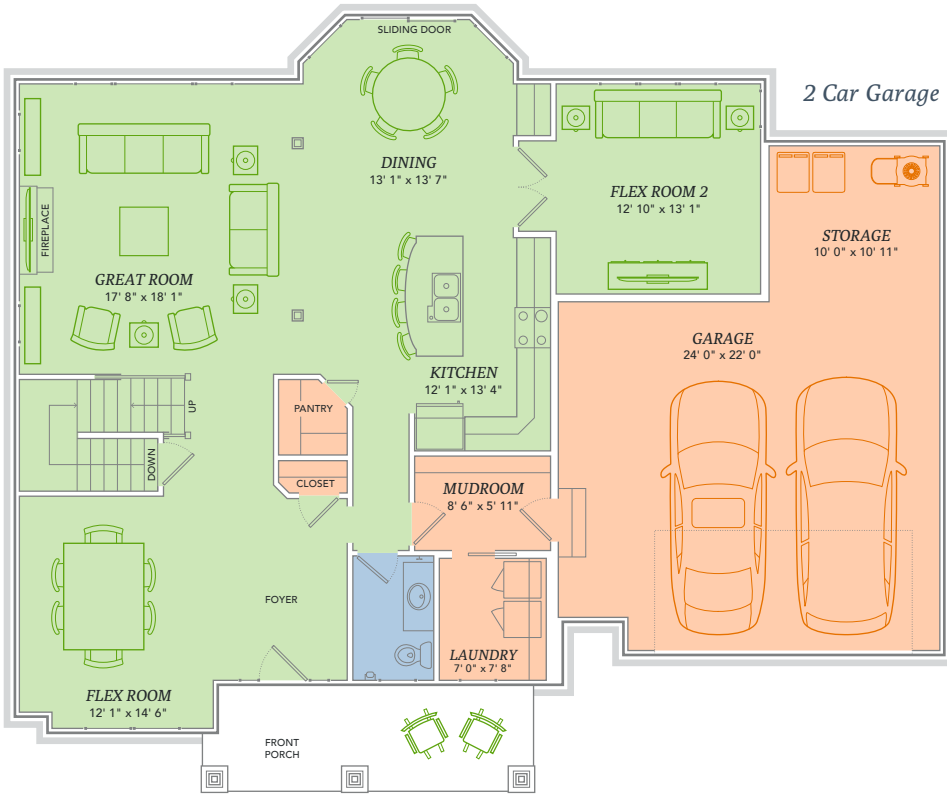 SLIDING DOOR
2 Car Garage
DINING
13' 1" x 13' 7"
FLEX ROOM 2
12' 10" x 13' 1"
STORAGE
10' 0" x 10' 11"
FIREPLACE
GREAT ROOM
17' 8" x 18' 1"
GARAGE
24' 0" x 22' 0"
KITCHEN
12' 1" x 13' 4"
UP
PANTRY
DOWN
CLOSET
MUDROOM
8' 6" x 5' 11"
FOYER
LAUNDRY
7' 0" x 7' 8"
FLEX ROOM
12' 1" x 14' 6"
FRONT
PORCH